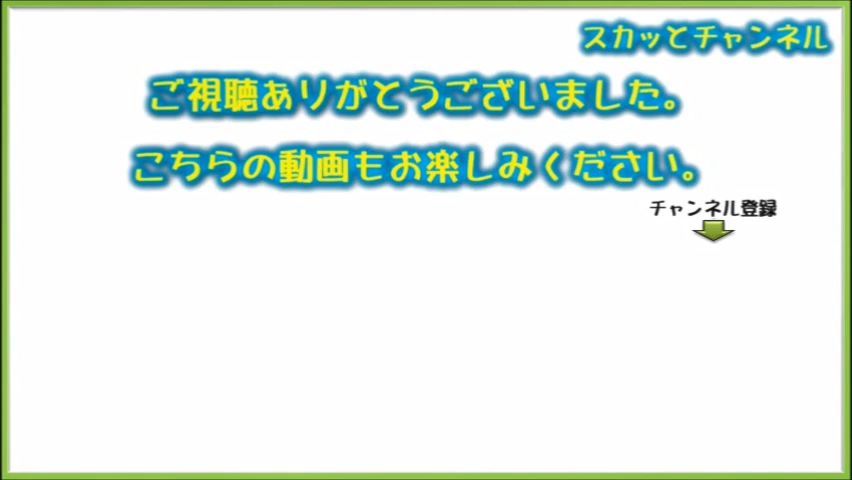 スカッとチャンネル
ご視聴ありがとうございました。
こちらの動画もお楽しみください。
チャンネル登録